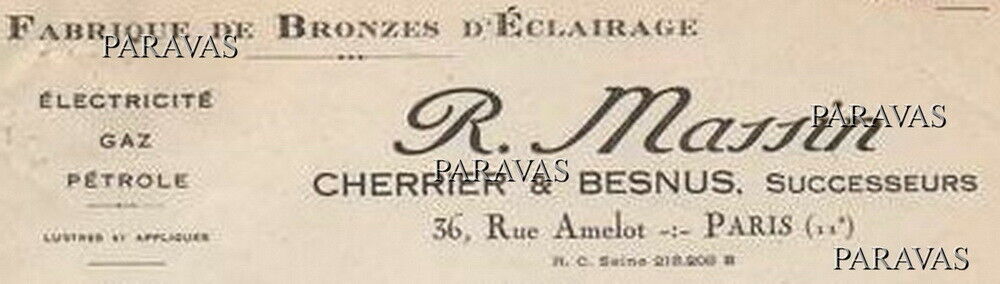 FABRIQUE DE BRONZES D'ÉCLAIRAGE
PARAVAS
ÉLECTRICITÉ
GAZ
PÉTROLE
LUSTRES ET APPLIQUES
R. Massin
PARAVAS
PARAVAS
CHERRIER & BESNUS, SUCCESSEURS
36, Rue Amelot -:- PARIS (11e)
R. C. Seine 218.208 B
PARAVAS